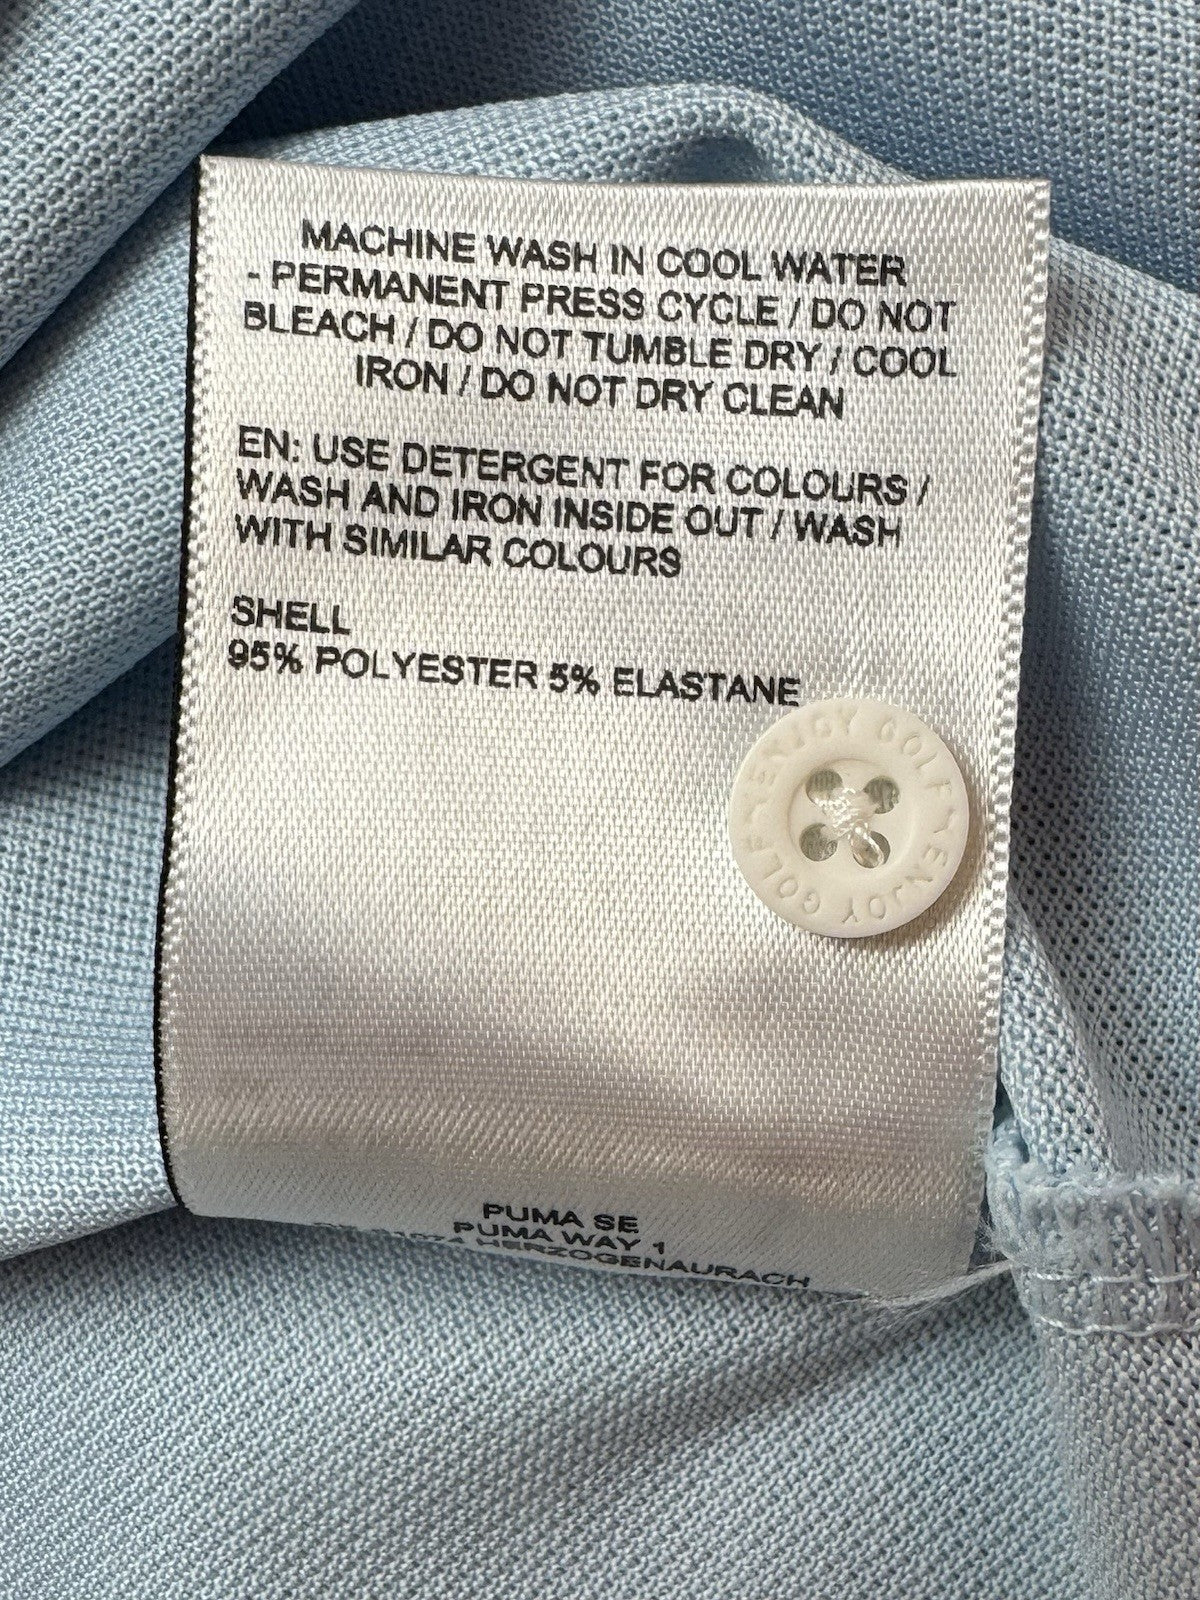 MACHINE WASH IN COOL WATER
- PERMANENT PRESS CYCLE / DO NOT
BLEACH / DO NOT TUMBLE DRY / COOL
IRON / DO NOT DRY CLEAN
EN: USE DETERGENT FOR COLOURS /
WASH AND IRON INSIDE OUT / WASH
WITH SIMILAR COLOURS
SHELL
95% POLYESTER 5% ELASTANE
ENJOY GOLF ENJOY GOLF
PUMA SE
PUMA WAY 1
HERZOGENAURACH